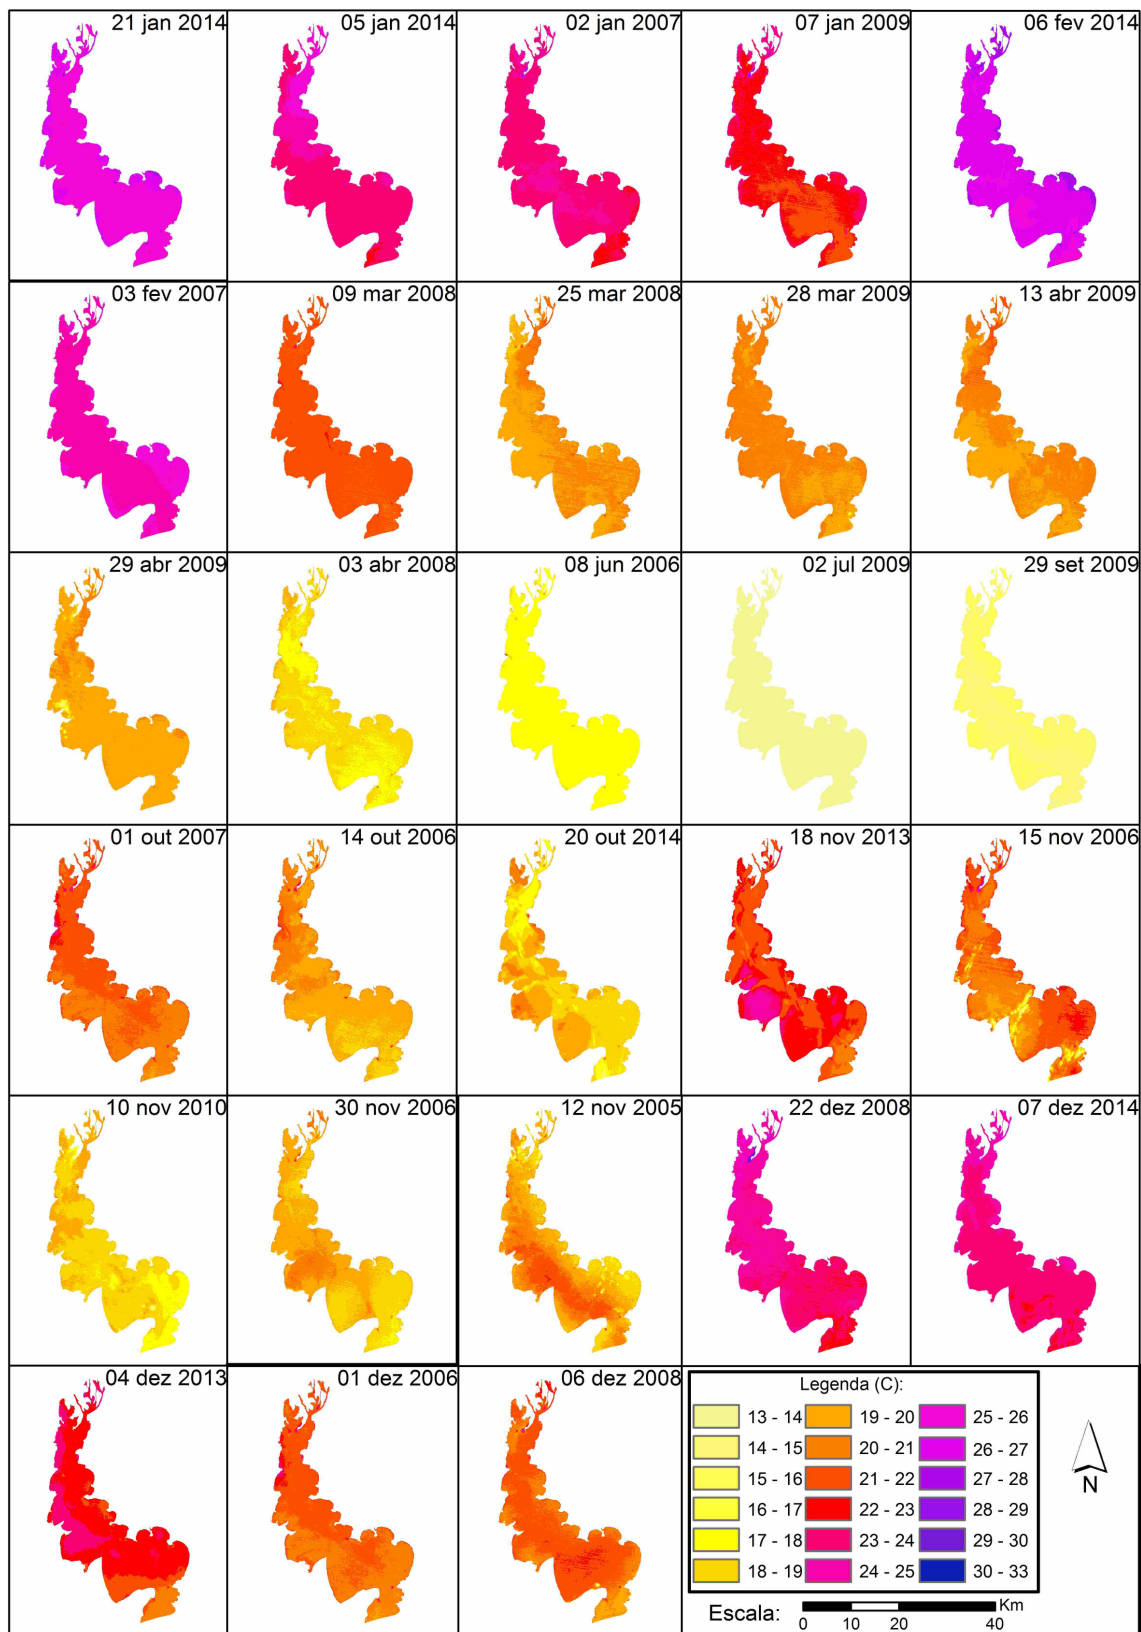 21 jan 2014
05 jan 2014
02 jan 2007
07 jan 2009
06 fev 2014
03 fev 2007
09 mar 2008
25 mar 2008
28 mar 2009
13 abr 2009
29 abr 2009
03 abr 2008
08 jun 2006
02 jul 2009
29 set 2009
01 out 2007
14 out 2006
20 out 2014
18 nov 2013
15 nov 2006
10 nov 2010
30 nov 2006
12 nov 2005
22 dez 2008
07 dez 2014
04 dez 2013
01 dez 2006
06 dez 2008
Legenda (C):
13 - 14
14 - 15
15 - 16
16 - 17
17 - 18
18 - 19
19 - 20
20 - 21
21 - 22
22 - 23
23 - 24
24 - 25
25 - 26
26 - 27
27 - 28
28 - 29
29 - 30
30 - 33
N
Escala:
Km
0 10 20 40